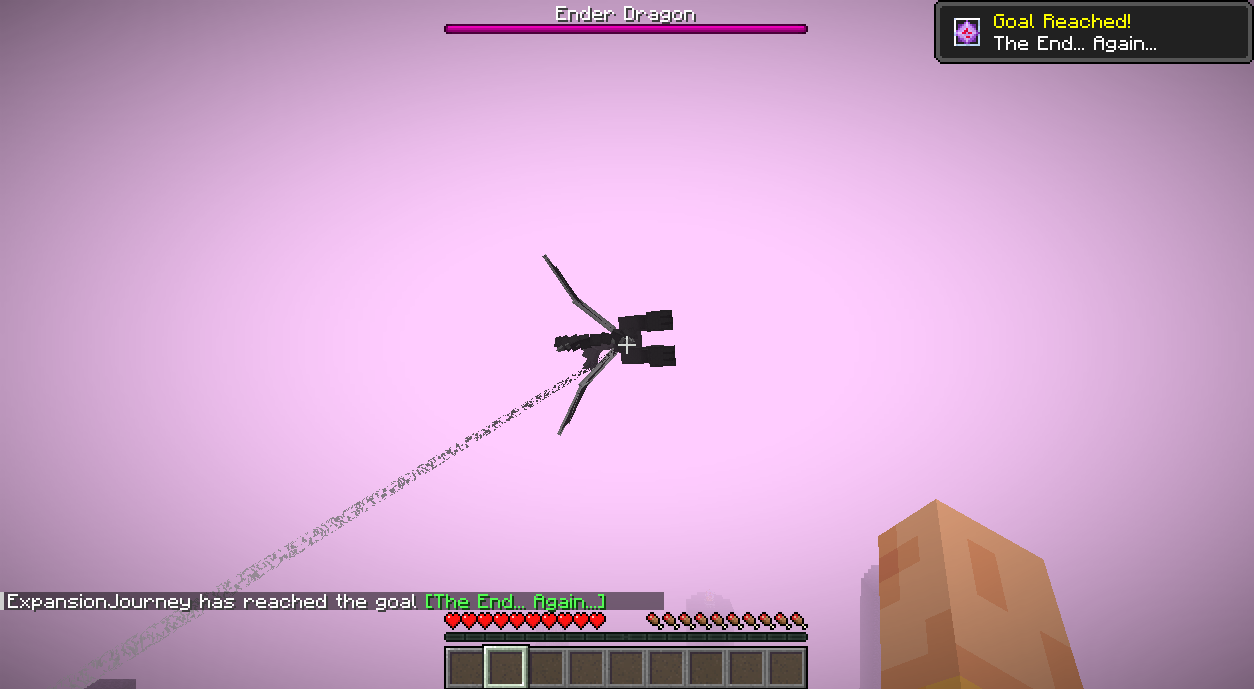 Ender Dragon
Goal Reached!
The End... Again...
ExpansionJourney has reached the goal [The End... Again...]